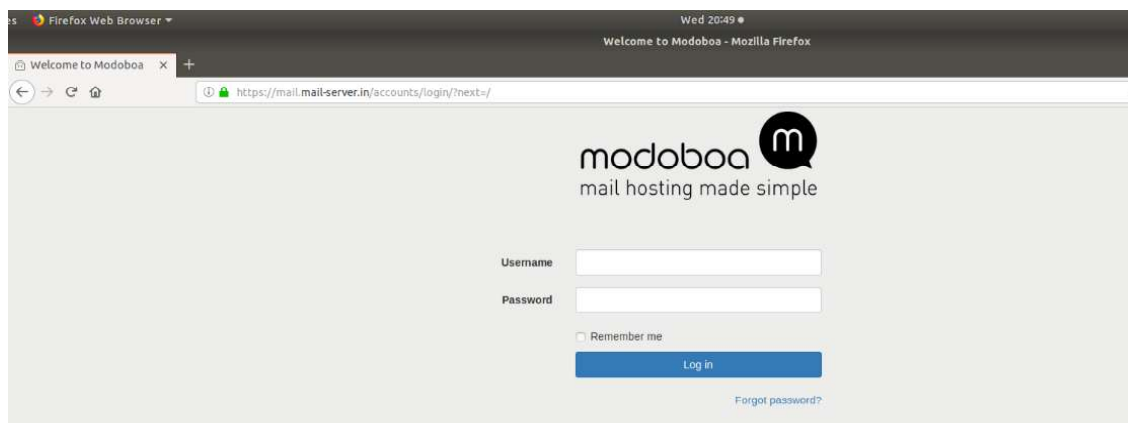 es Firefox Web Browser Wed 20:49
Welcome to Modoboa - Mozilla Firefox
Welcome to Modoboa
https://mail.mail-server.in/accounts/login/?next=/
modoboa m
mail hosting made simple
Username
Password
Remember me
Log in
Forgot password?